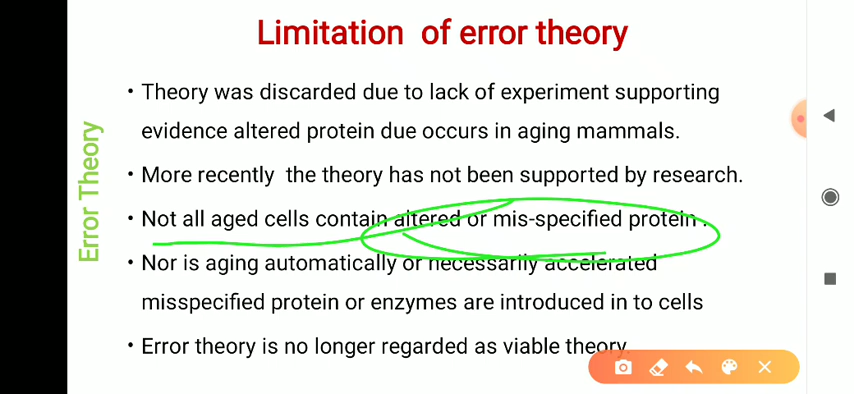 Limitation of error theory
Error Theory
• Theory was discarded due to lack of experiment supporting
evidence altered protein due occurs in aging mammals.
• More recently the theory has not been supported by research.
• Not all aged cells contain altered or mis-specified protein .
• Nor is aging automatically or necessarily accelerated
misspecified protein or enzymes are introduced in to cells
• Error theory is no longer regarded as viable theory.